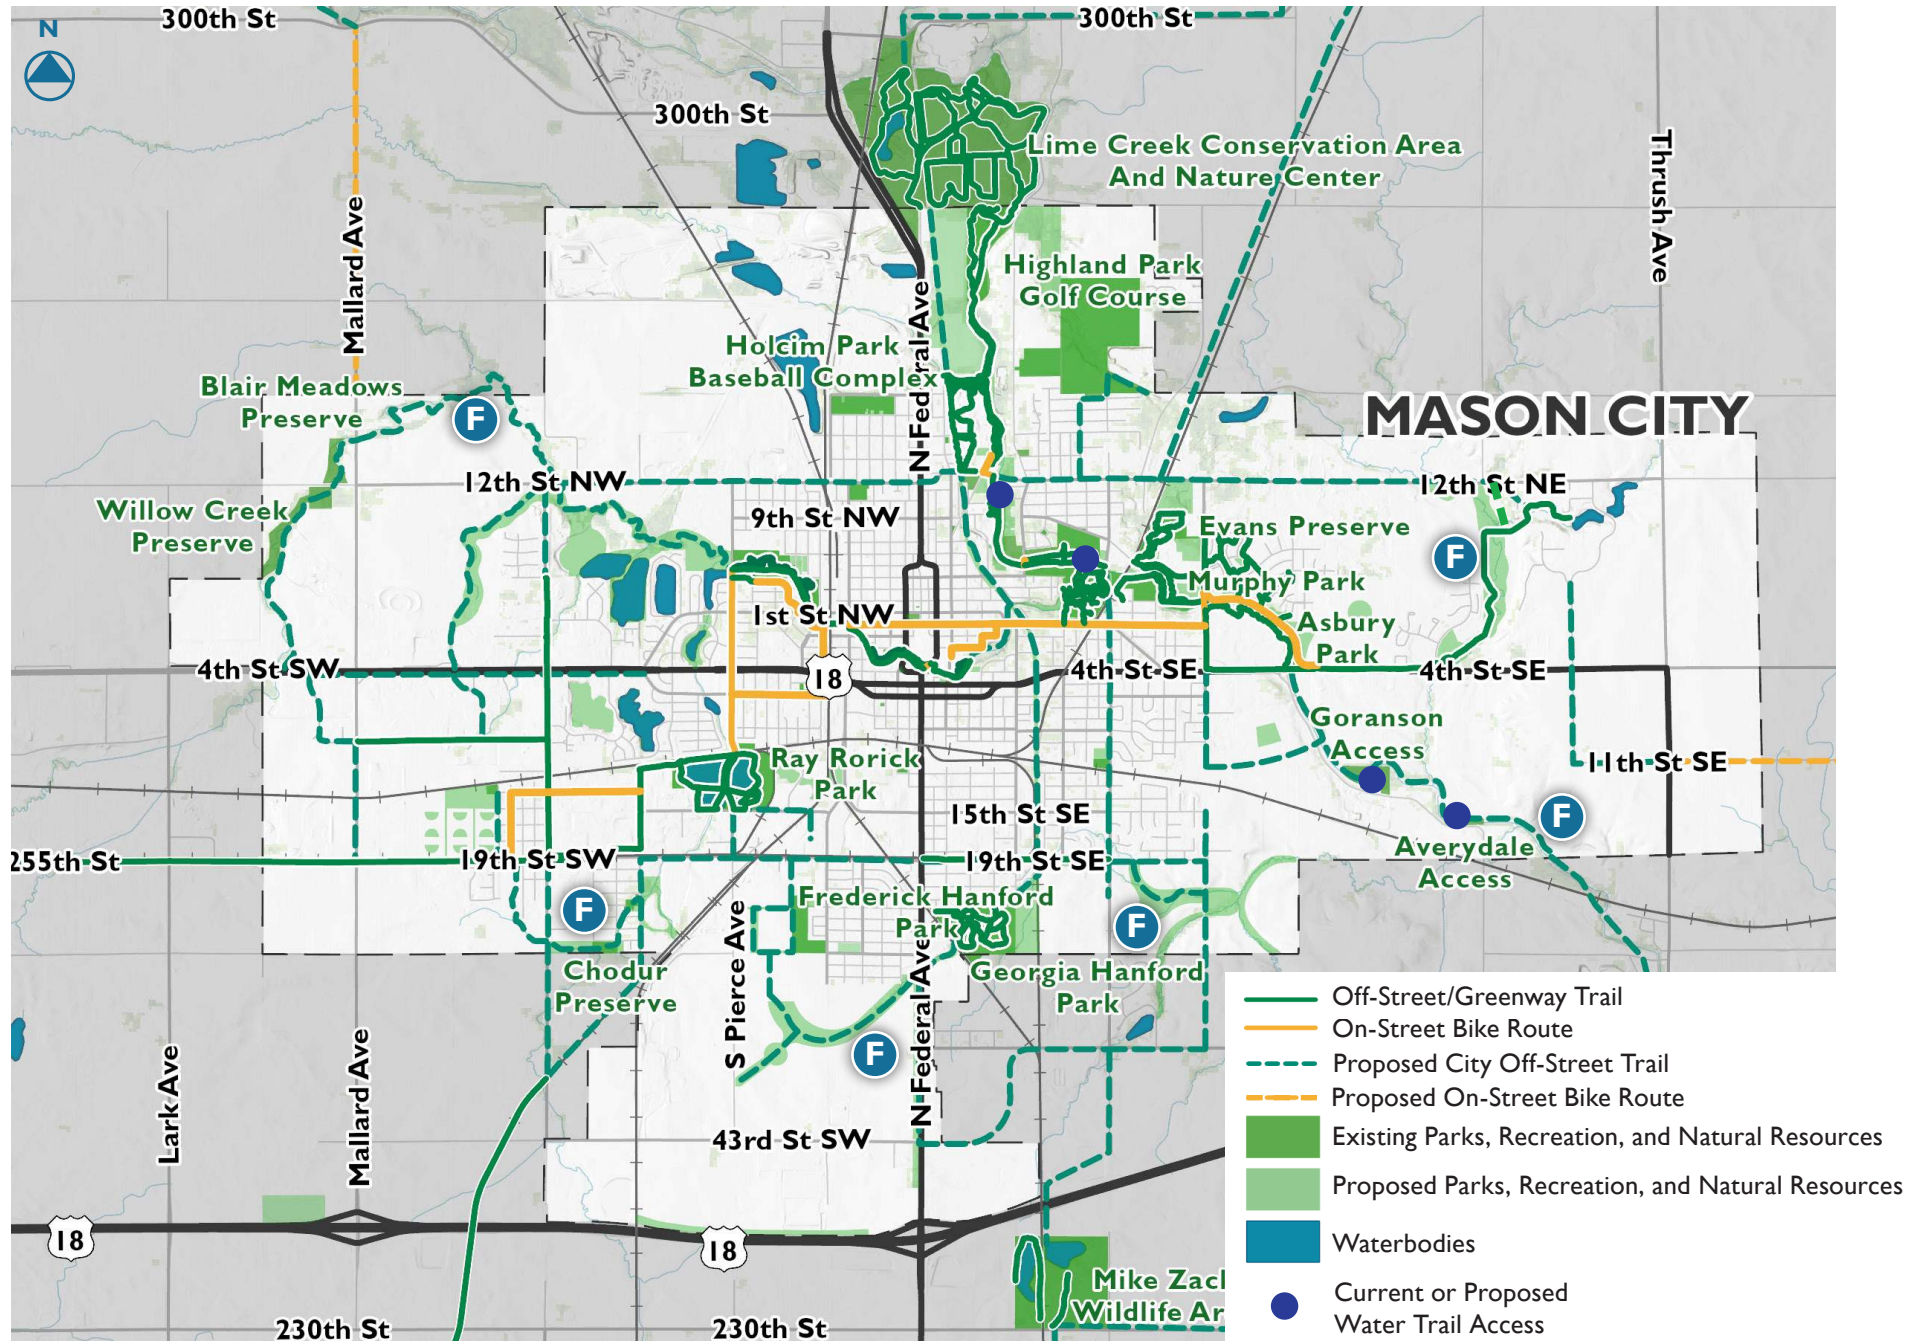 300th St
300th St
N
300th St
Lime Creek Conservation Area
And Nature Center
Thrush Ave
Mallard Ave
Highland Park
Golf Course
N Federal Ave
Holcim Park
Baseball Complex
Blair Meadows
Preserve
MASON CITY
F
12th St NW
12th St NE
Willow Creek
Preserve
9th St NW
Evans Preserve
F
Murphy Park
1st St NW
Asbury
Park
4th St SW
18
4th St SE
4th St SE
Goranson
Access
Ray Rorick
Park
11th St SE
15th St SE
F
Averydale
Access
255th St
19th St SW
19th St SE
Frederick Hanford
Park
F
F
S Pierce Ave
N Federal Ave
Chodur
Preserve
Georgia Hanford
Park
F
Lark Ave
Mallard Ave
43rd St SW
18
18
Mike Zack
Wildlife Ar
230th St
230th St
Off-Street/Greenway Trail
On-Street Bike Route
Proposed City Off-Street Trail
Proposed On-Street Bike Route
Existing Parks, Recreation, and Natural Resources
Proposed Parks, Recreation, and Natural Resources
Waterbodies
Current or Proposed
Water Trail Access